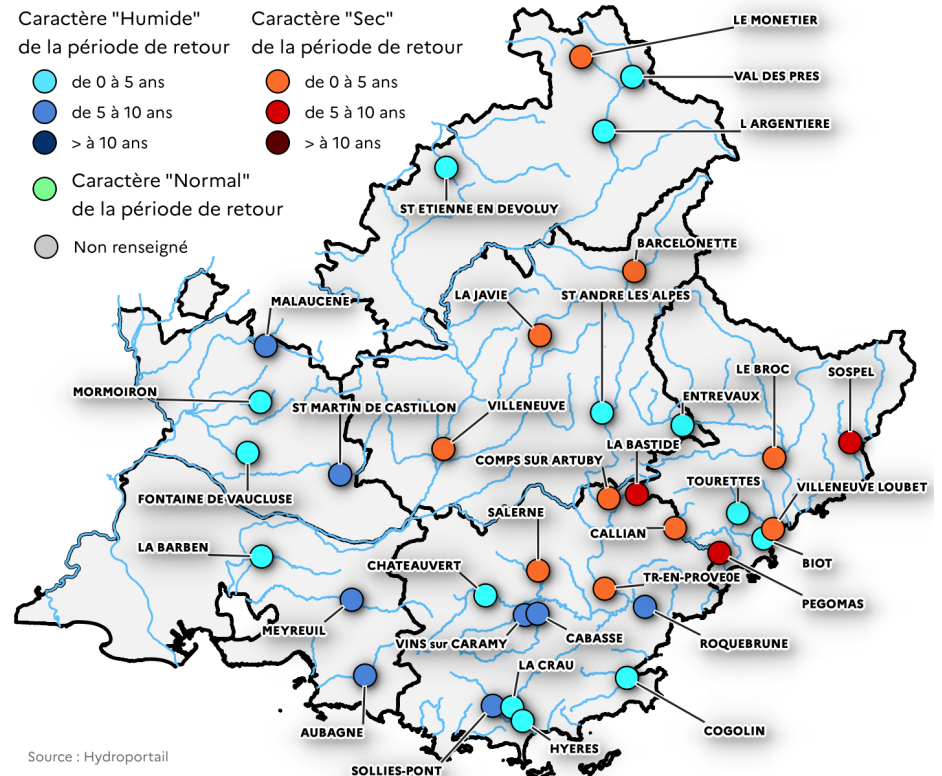 Caractère "Humide"
de la période de retour
de 0 à 5 ans
de 5 à 10 ans
> à 10 ans
Caractère "Sec"
de la période de retour
de 0 à 5 ans
de 5 à 10 ans
> à 10 ans
Caractère "Normal"
de la période de retour
Non renseigné
LE MONETIER
VAL DES PRES
L ARGENTIERE
ST ETIENNE EN DEVOLUY
BARCELONETTE
LA JAVIE
ST ANDRE LES ALPES
MALAUCENE
MORMOIRON
ST MARTIN DE CASTILLON
VILLENEUVE
LE BROC
SOSPEL
ENTREVAUX
LA BASTIDE
COMPS SUR ARTUBY
TOURETTES
VILLENEUVE LOUBET
FONTAINE DE VAUCLUSE
SALERNE
CALLIAN
BIOT
LA BARBEN
CHATEAUVERT
TR-EN-PROVE0E
PEGOMAS
MEYREUIL
VINS sur CARAMY
CABASSE
ROQUEBRUNE
LA CRAU
AUBAGNE
COGOLIN
HYERES
SOLLIES-PONT
Source : Hydroportail